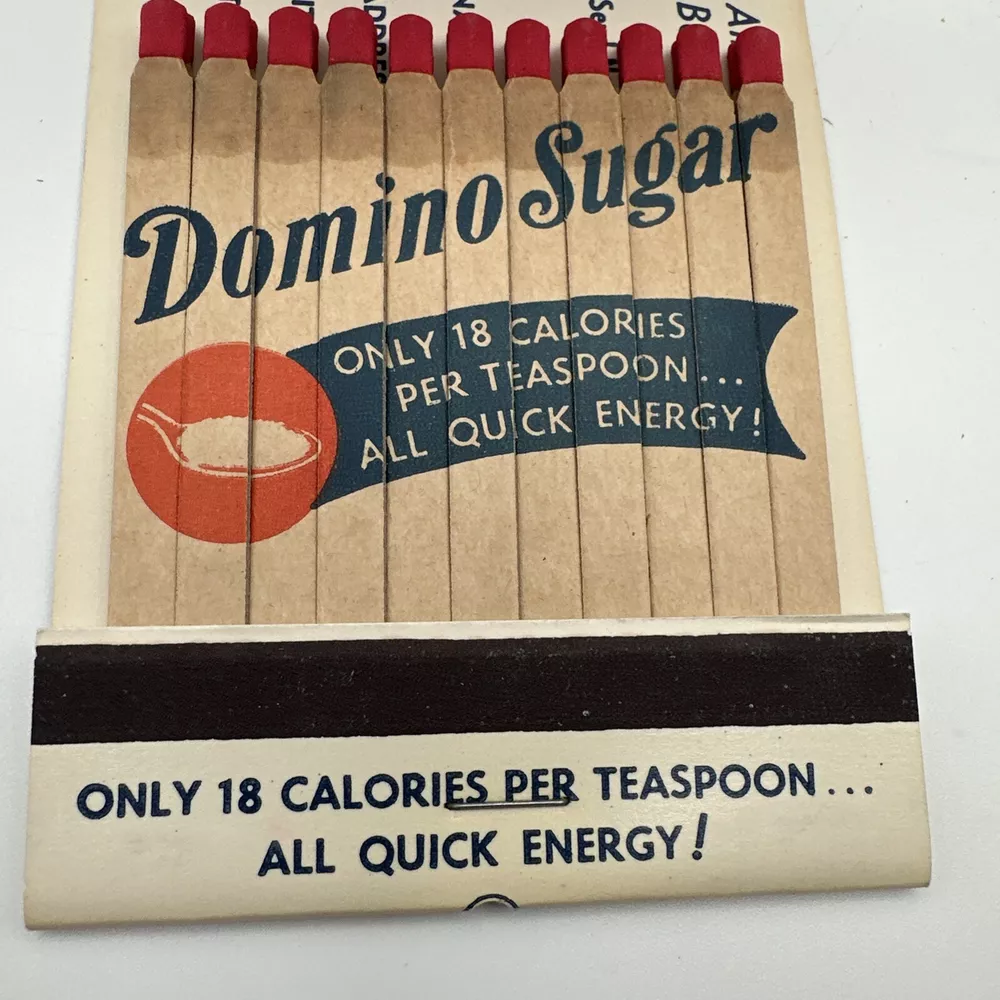 Domino Sugar
ONLY 18 CALORIES
PER TEASPOON...
ALL QUICK ENERGY!
ONLY 18 CALORIES PER TEASPOON...
ALL QUICK ENERGY!